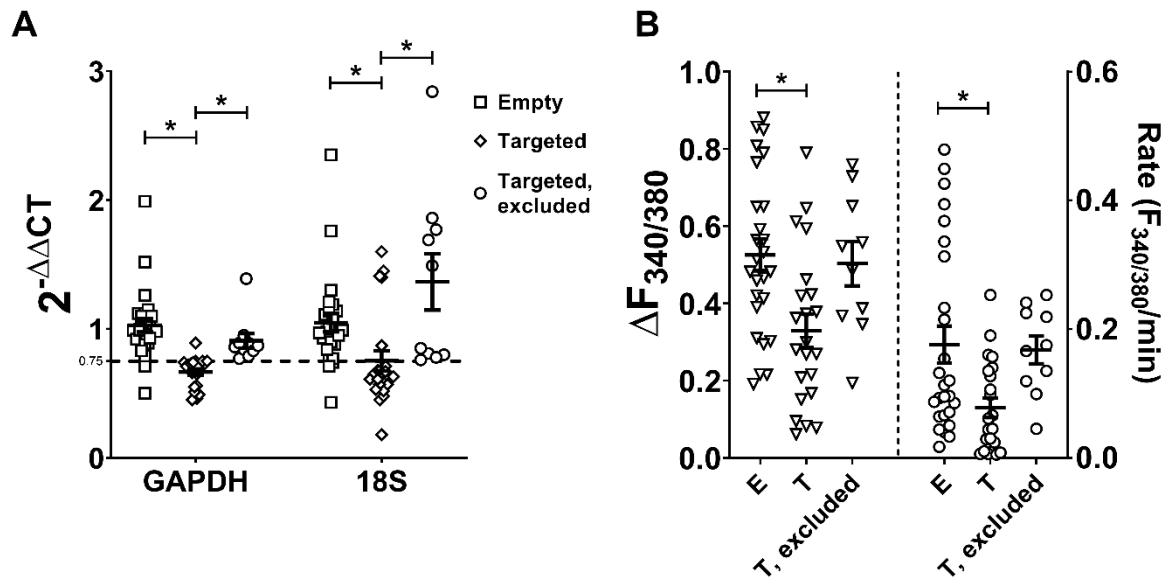 A
2^-ΔΔCT
3
2
1
0.75
0
* * * *
GAPDH
18S
Empty
Targeted
Targeted,
excluded
B
ΔF340/380
1.0
0.8
0.6
0.4
0.2
0.0
* *
E
T
T, excluded
E
T
T, excluded
0.6
0.4
0.2
0.0
Rate (F340/380/min)